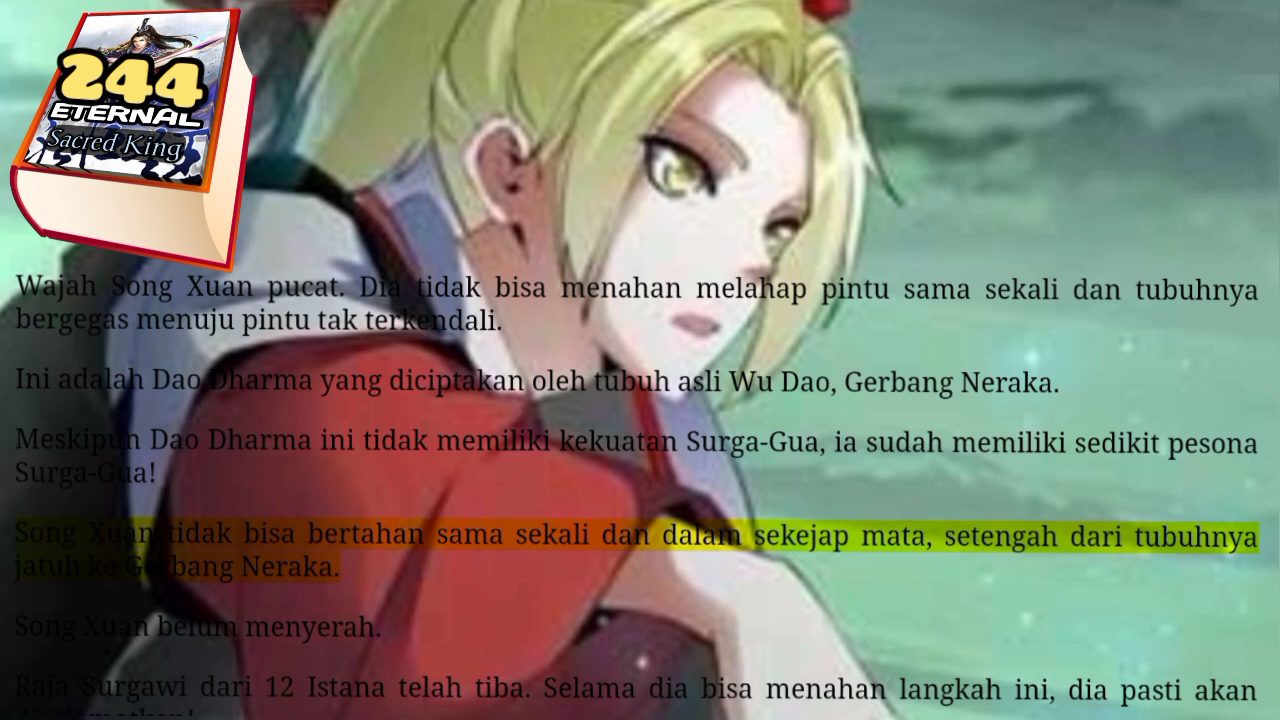 244
ETERNAL
Sacred King
Wajah Song Xuan pucat. Dia tidak bisa menahan melahap pintu sama sekali dan tubuhnya
bergegas menuju pintu tak terkendali.
Ini adalah Dao Dharma yang diciptakan oleh tubuh asli Wu Dao, Gerbang Neraka.
Meskipun Dao Dharma ini tidak memiliki kekuatan Surga-Gua, ia sudah memiliki sedikit pesona
Surga-Gua!
Song Xuan tidak bisa bertahan sama sekali dan dalam sekejap mata, setengah dari tubuhnya
jatuh ke Gerbang Neraka.
Song Xuan belum menyerah.
Raja Surgawi dari 12 Istana telah tiba. Selama dia bisa menahan langkah ini, dia pasti akan